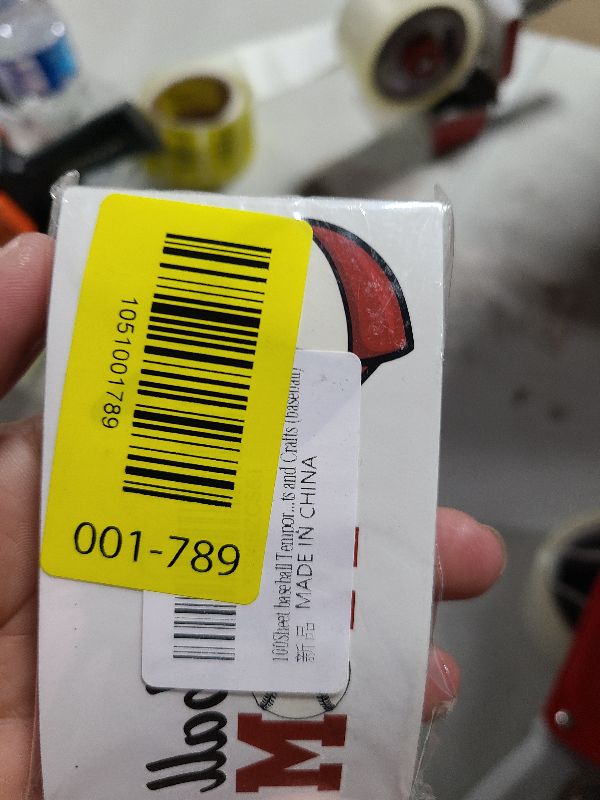 1051001789
001-789
100Sheet baseball Tempor...ts and Crafts (baseball)
新品 MADE IN CHINA